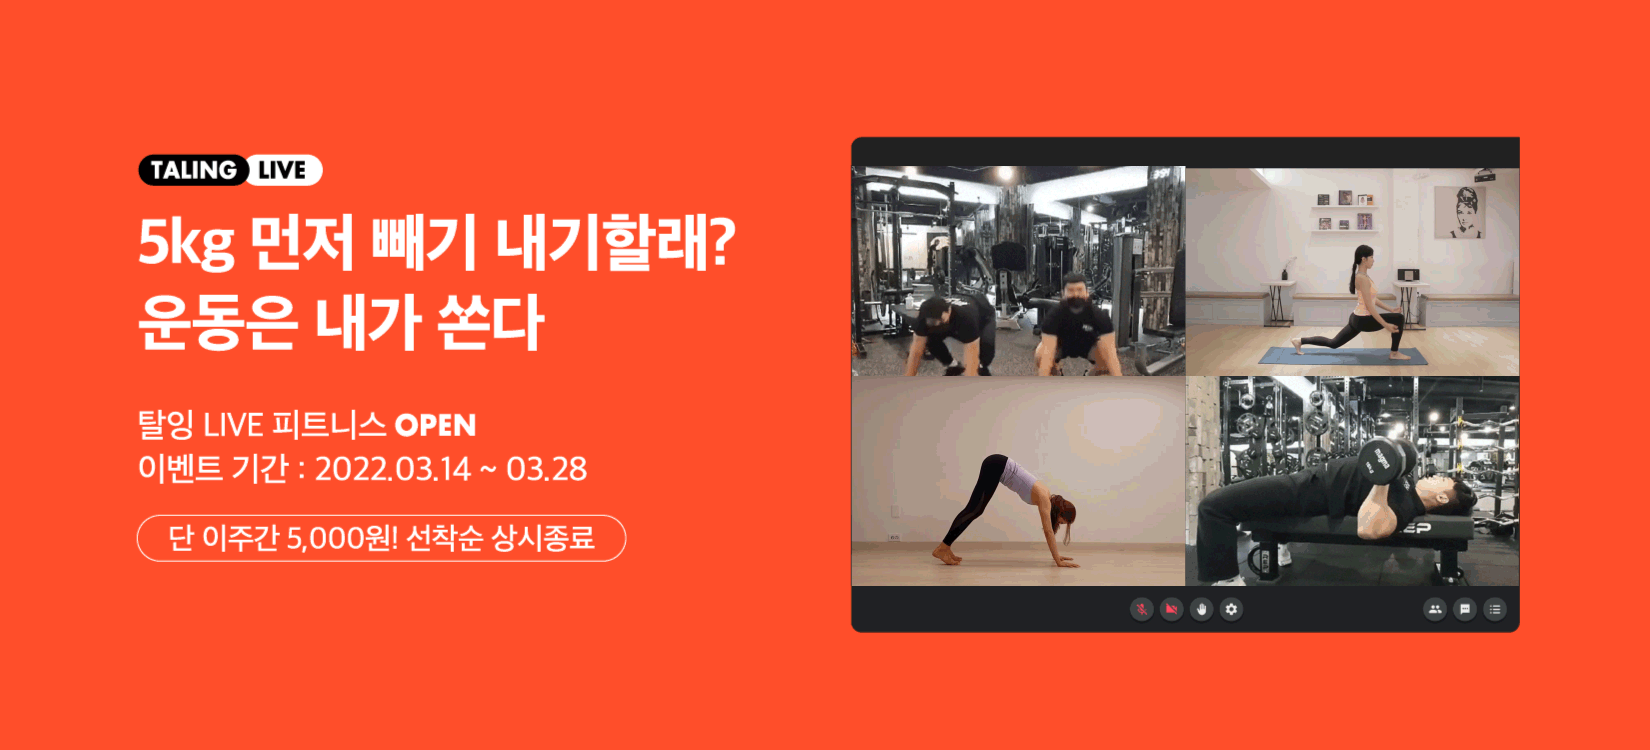 TALING LIVE
5kg 먼저 빼기 내기할래?
운동은 내가 쏜다
탈잉 LIVE 피트니스 OPEN
이벤트 기간 : 2022.03.14 ~ 03.28
단 이주간 5,000원! 선착순 상시종료